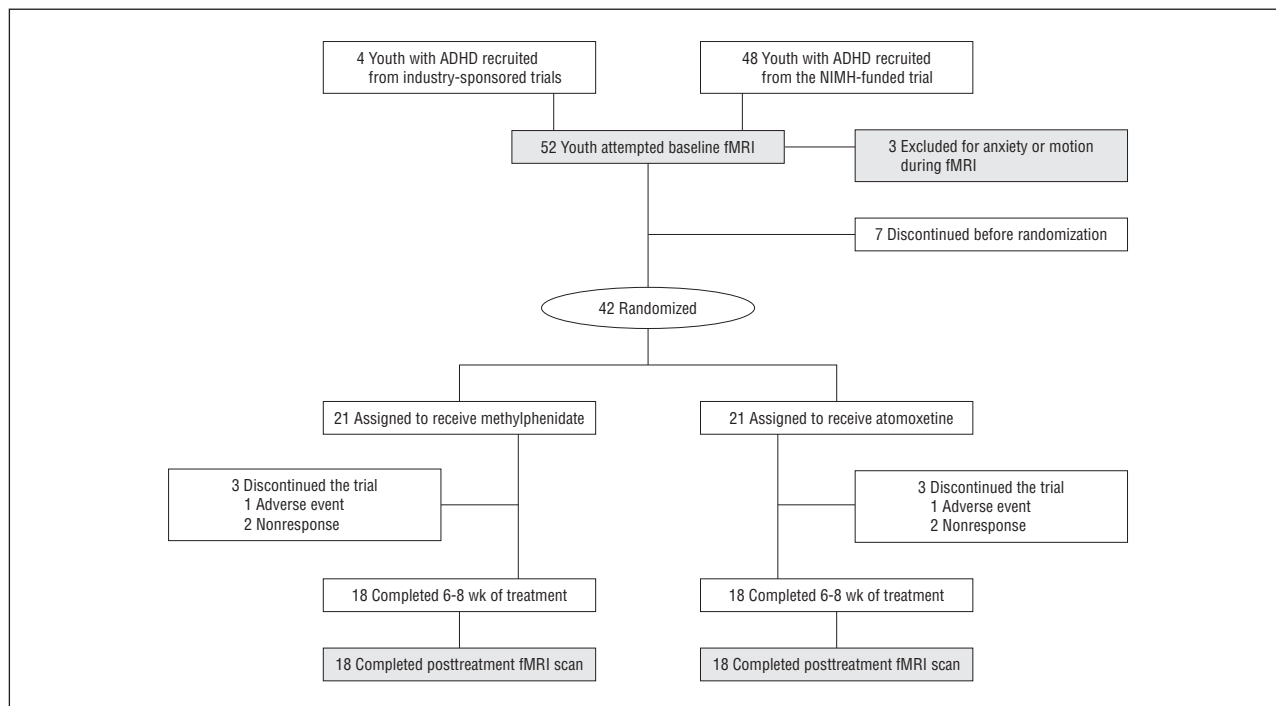 4 Youth with ADHD recruited
from industry-sponsored trials
48 Youth with ADHD recruited
from the NIMH-funded trial
52 Youth attempted baseline fMRI
3 Excluded for anxiety or motion
during fMRI
7 Discontinued before randomization
42 Randomized
21 Assigned to receive methylphenidate
21 Assigned to receive atomoxetine
3 Discontinued the trial
1 Adverse event
2 Nonresponse
3 Discontinued the trial
1 Adverse event
2 Nonresponse
18 Completed 6-8 wk of treatment
18 Completed 6-8 wk of treatment
18 Completed posttreatment fMRI scan
18 Completed posttreatment fMRI scan